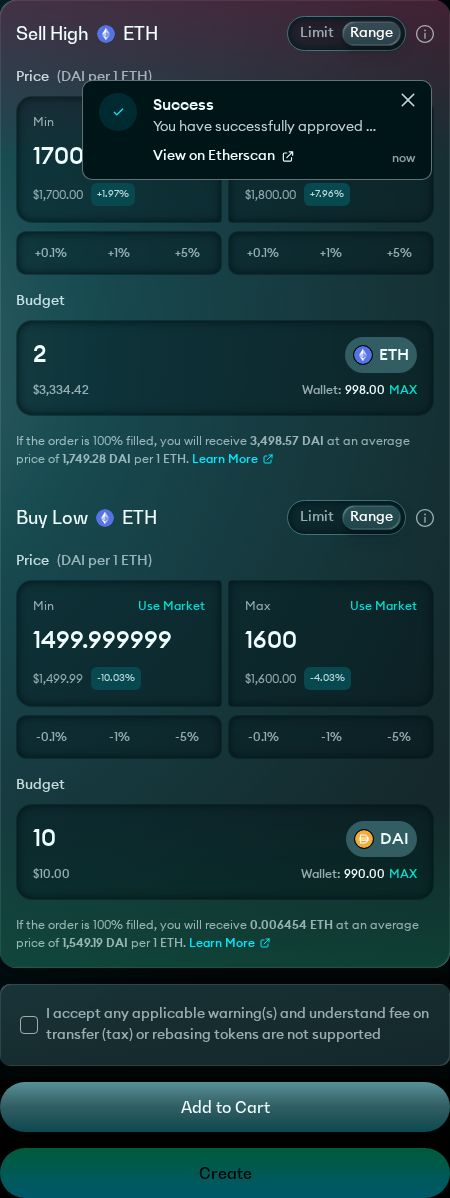 Sell High ETH
Limit Range
Price (DAI per 1 ETH)
Success
You have successfully approved ...
View on Etherscan
now
Min
1700
$1,700.00 +1.97%
$1,800.00 +7.96%
+0.1% +1% +5%
+0.1% +1% +5%
Budget
2
ETH
$3,334.42
Wallet: 998.00 MAX
If the order is 100% filled, you will receive 3,498.57 DAI at an average
price of 1,749.28 DAI per 1 ETH. Learn More
Buy Low ETH
Limit Range
Price (DAI per 1 ETH)
Min Use Market
1499.999999
$1,499.99 -10.03%
Max Use Market
1600
$1,600.00 -4.03%
-0.1% -1% -5%
-0.1% -1% -5%
Budget
10
DAI
$10.00
Wallet: 990.00 MAX
If the order is 100% filled, you will receive 0.006454 ETH at an average
price of 1,549.19 DAI per 1 ETH. Learn More
I accept any applicable warning(s) and understand fee on
transfer (tax) or rebasing tokens are not supported
Add to Cart
Create